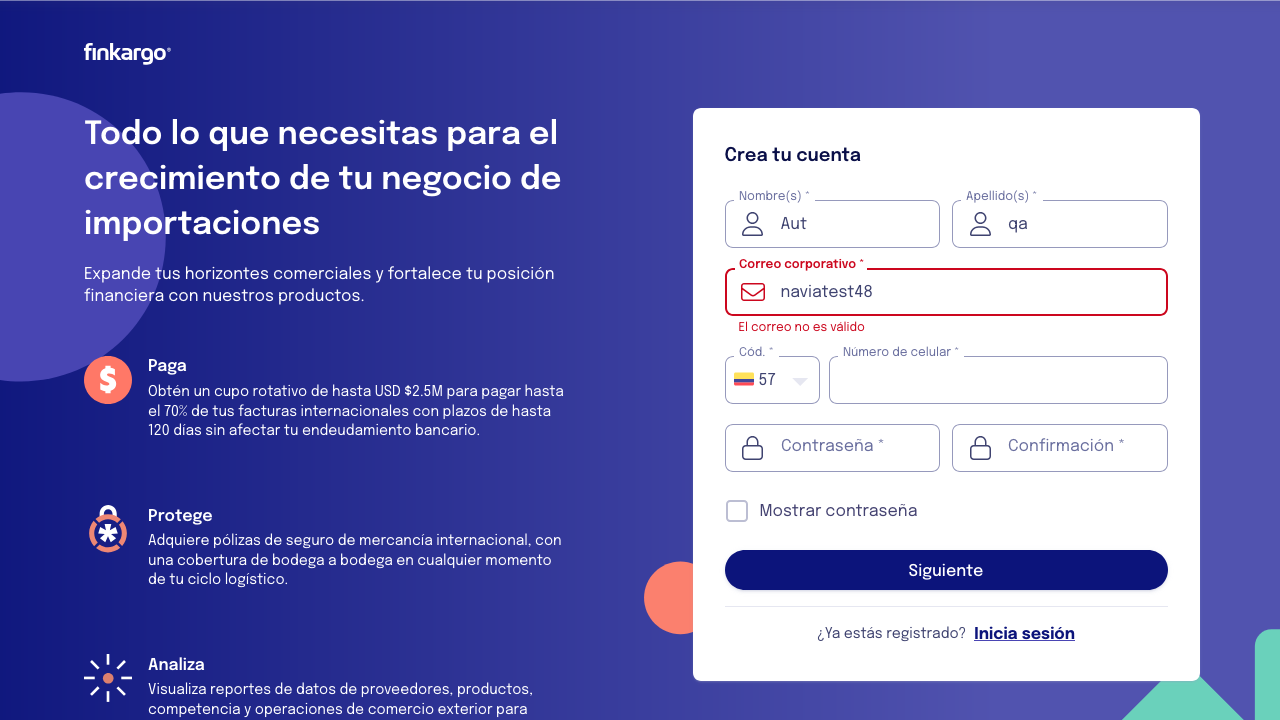 finkargo®
Todo lo que necesitas para el
crecimiento de tu negocio de
importaciones
Expande tus horizontes comerciales y fortalece tu posición
financiera con nuestros productos.
Paga
Obtén un cupo rotativo de hasta USD $2.5M para pagar hasta
el 70% de tus facturas internacionales con plazos de hasta
120 días sin afectar tu endeudamiento bancario.
Protege
Adquiere pólizas de seguro de mercancía internacional, con
una cobertura de bodega a bodega en cualquier momento
de tu ciclo logístico.
Analiza
Visualiza reportes de datos de proveedores, productos,
competencia y operaciones de comercio exterior para
Crea tu cuenta
Nombre(s) * Apellido(s) *
Aut qa
Correo corporativo *
naviatest48
El correo no es válido
Cód. * Número de celular *
57
Contraseña * Confirmación *
Mostrar contraseña
Siguiente
¿Ya estás registrado? Inicia sesión